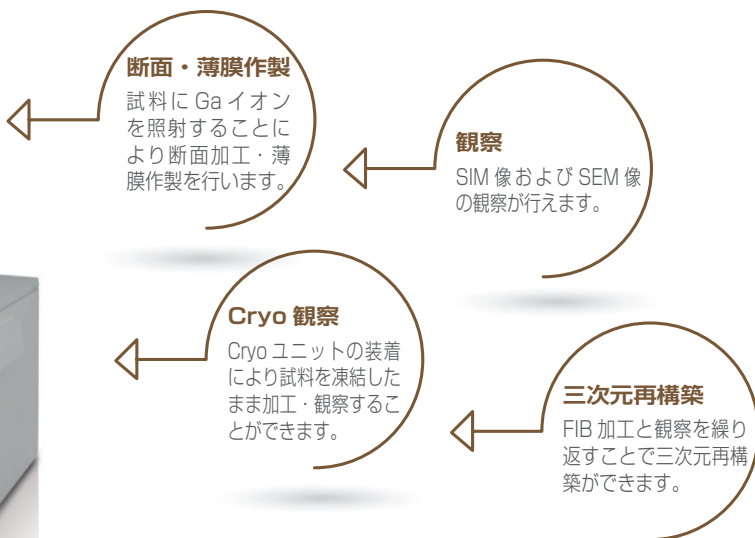 断面・薄膜作製
試料に Ga イオン
を照射することに
より断面加工・薄
膜作製を行います。
観察
SIM 像および SEM 像
の観察が行えます。
Cryo 観察
Cryo ユニットの装着
により試料を凍結した
まま加工・観察するこ
とができます。
三次元再構築
FIB 加工と観察を繰り
返すことで三次元再構
築ができます。